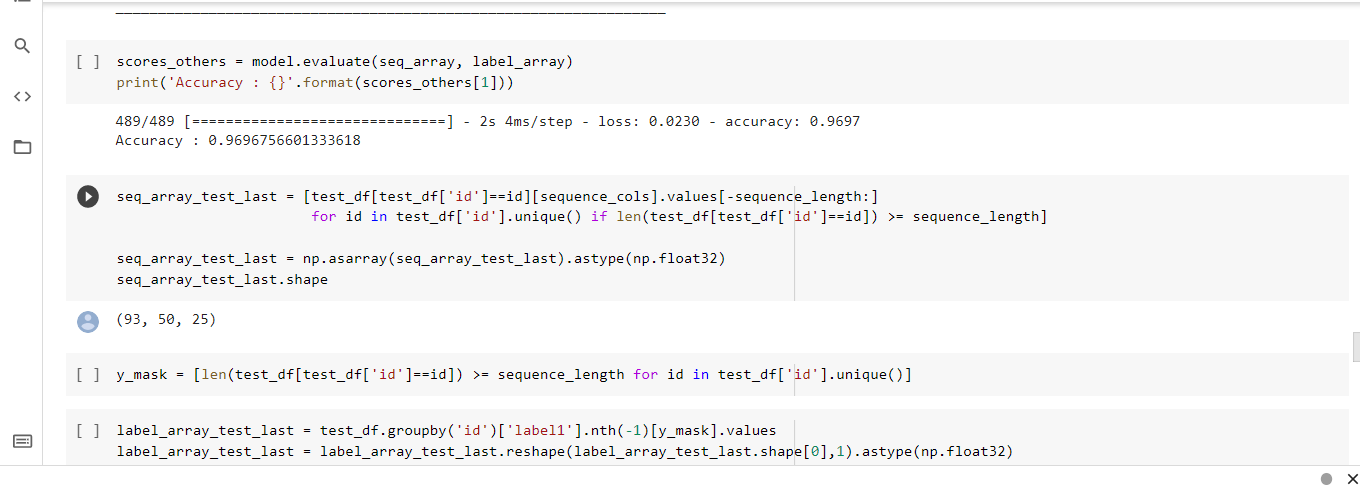 [ ] scores_others = model.evaluate(seq_array, label_array)
print('Accuracy : {}'.format(scores_others[1]))
489/489 [==============================] - 2s 4ms/step - loss: 0.0230 - accuracy: 0.9697
Accuracy : 0.9696756601333618
seq_array_test_last = [test_df[test_df['id']==id][sequence_cols].values[-sequence_length:]
for id in test_df['id'].unique() if len(test_df[test_df['id']==id]) >= sequence_length]
seq_array_test_last = np.asarray(seq_array_test_last).astype(np.float32)
seq_array_test_last.shape
(93, 50, 25)
[ ] y_mask = [len(test_df[test_df['id']==id]) >= sequence_length for id in test_df['id'].unique()]
[ ] label_array_test_last = test_df.groupby('id')['label1'].nth(-1)[y_mask].values
label_array_test_last = label_array_test_last.reshape(label_array_test_last.shape[0],1).astype(np.float32)